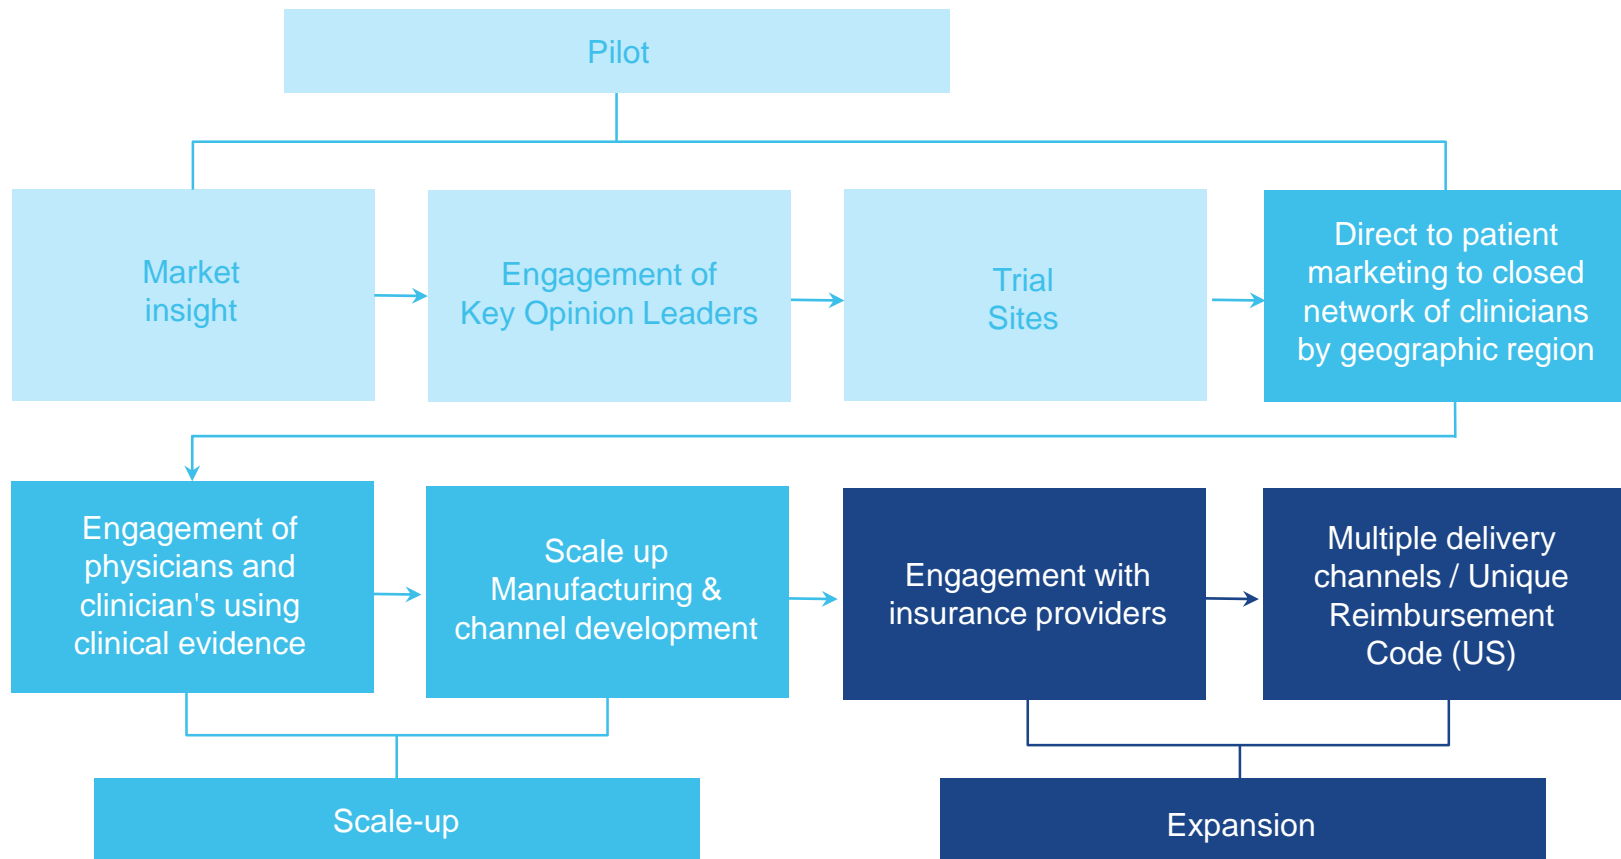 Pilot
Market
insight
Engagement of
Key Opinion Leaders
Trial
Sites
Direct to patient
marketing to closed
network of clinicians
by geographic region
Engagement of
physicians and
clinician's using
clinical evidence
Scale up
Manufacturing &
channel development
Engagement with
insurance providers
Multiple delivery
channels / Unique
Reimbursement
Code (US)
Scale-up
Expansion